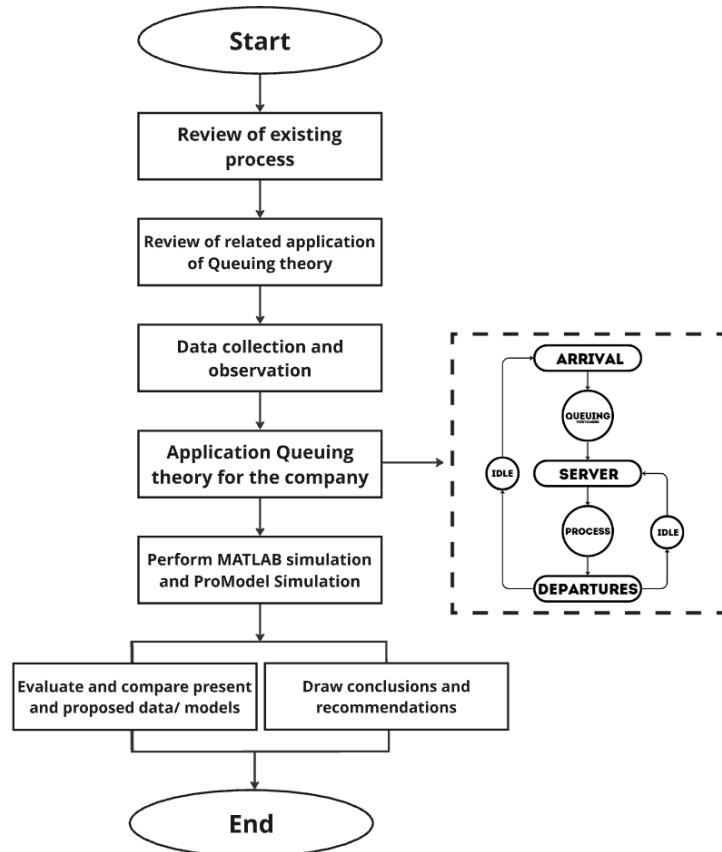 Start
Review of existing
process
Review of related application
of Queuing theory
Data collection and
observation
Application Queuing
theory for the company
Perform MATLAB simulation
and ProModel Simulation
Evaluate and compare present
and proposed data/ models
Draw conclusions and
recommendations
End
ARRIVAL
QUEUING
CUSTOMERS
IDLE
SERVER
PROCESS
IDLE
DEPARTURES